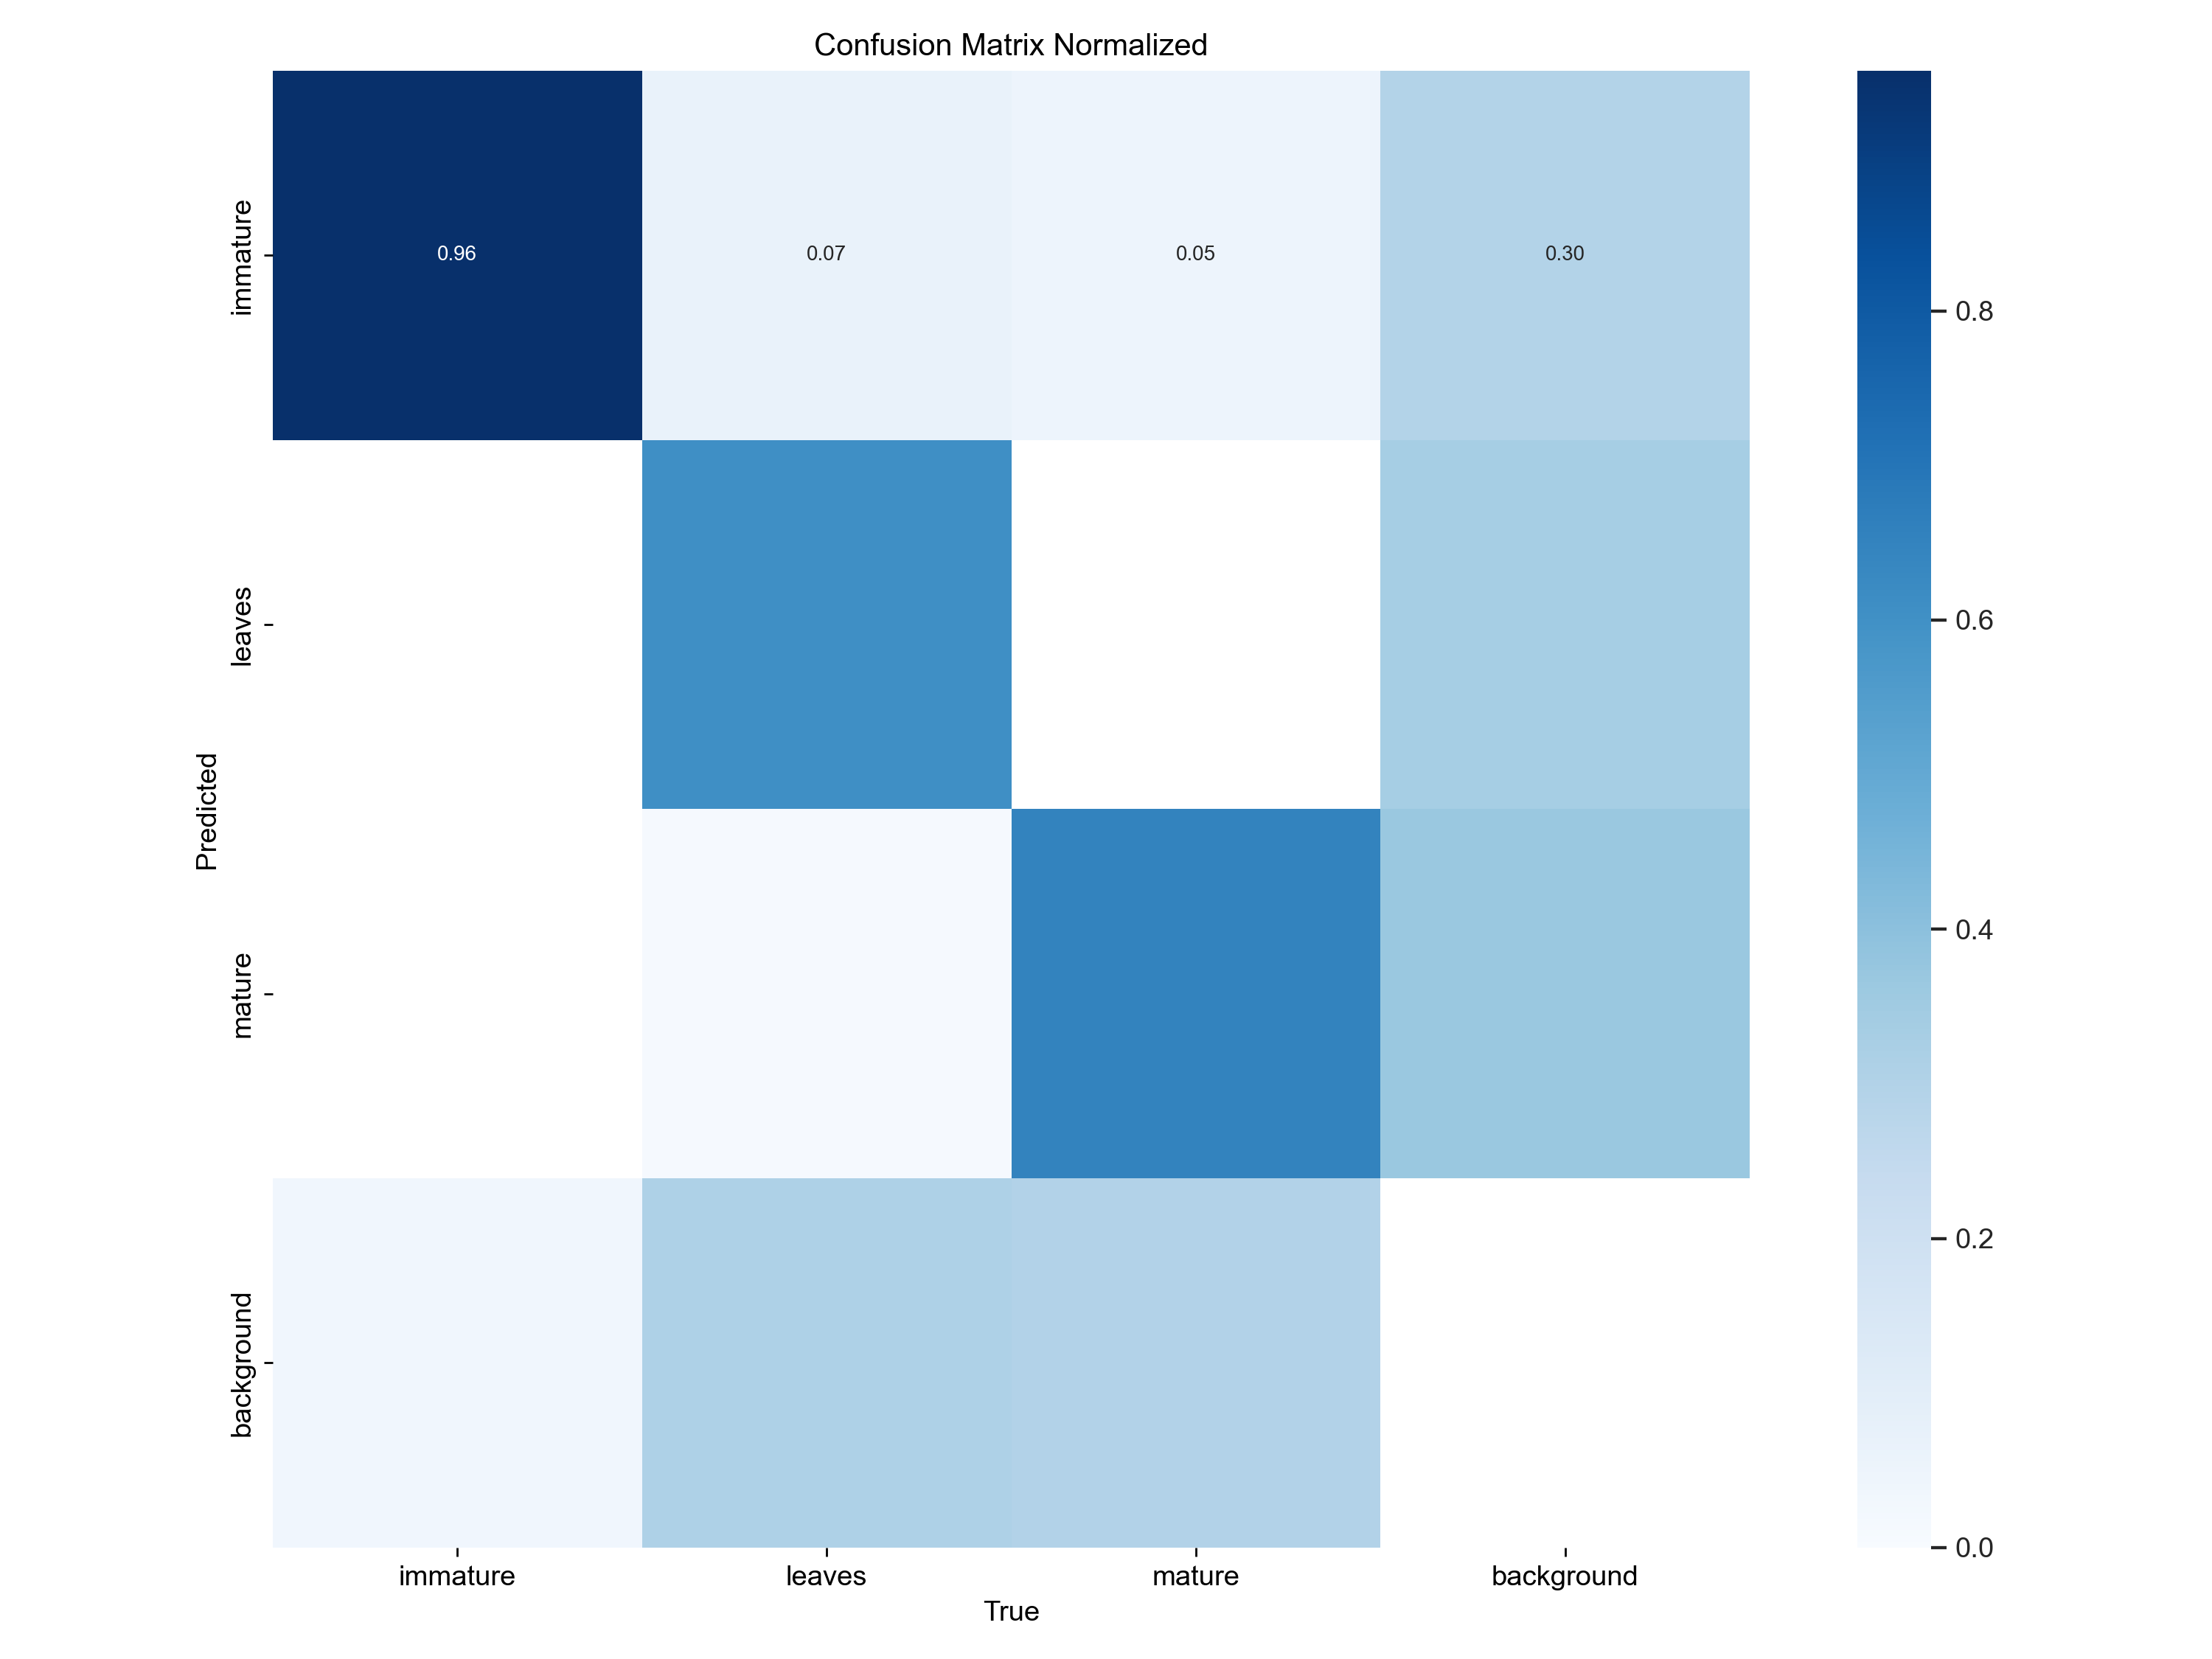 Confusion Matrix Normalized
immature
0.96
0.07
0.05
0.30
leaves
mature
background
Predicted
immature
leaves
mature
background
True
0.8
0.6
0.4
0.2
0.0